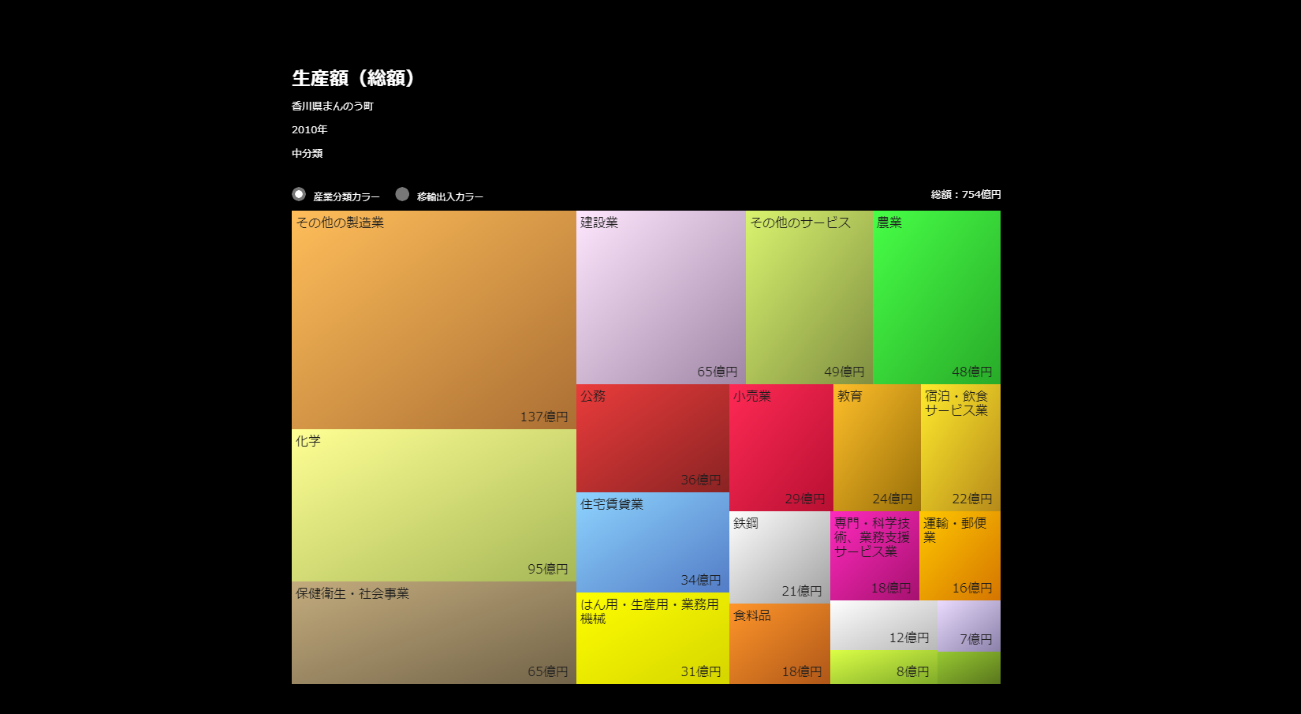 生産額（総額）
香川県まんのう町
2010年
中分類
産業分類カラー 移輸出入カラー 総額：754億円
その他の製造業
137億円
化学
95億円
保健衛生・社会事業
65億円
建設業
65億円
その他のサービス
49億円
農業
48億円
公務
36億円
住宅賃貸業
34億円
はん用・生産用・業務用
機械
31億円
小売業
29億円
教育
24億円
宿泊・飲食
サービス業
22億円
鉄鋼
21億円
専門・科学技
術、業務支援
サービス業
18億円
運輸・郵便
業
16億円
食料品
18億円
12億円
7億円
8億円